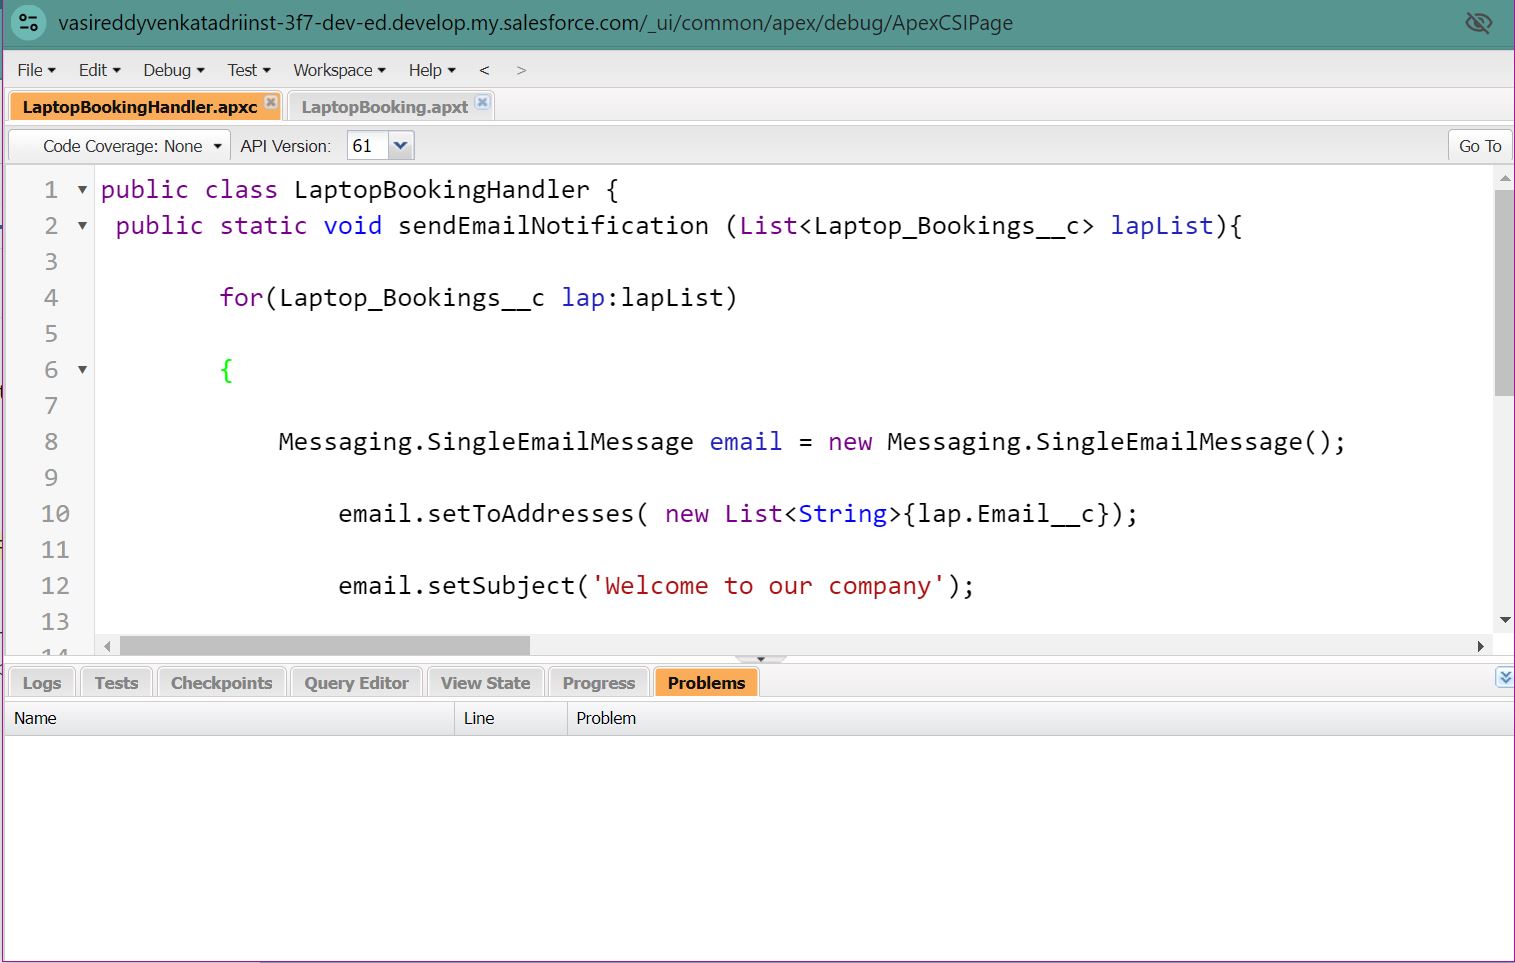 vasireddyvenkatadriinst-3f7-dev-ed.develop.my.salesforce.com/_ui/common/apex/debug/ApexCSIPage
File Edit Debug Test Workspace Help < >
LaptopBookingHandler.apxc LaptopBooking.apxt
Code Coverage: None API Version: 61 Go To
1 public class LaptopBookingHandler {
2 public static void sendEmailNotification (List<Laptop_Bookings__c> lapList){
3
4 for(Laptop_Bookings__c lap:lapList)
5
6 {
7
8 Messaging.SingleEmailMessage email = new Messaging.SingleEmailMessage();
9
10 email.setToAddresses( new List<String>{lap.Email__c});
11
12 email.setSubject('Welcome to our company');
13
14
Logs Tests Checkpoints Query Editor View State Progress Problems
Name Line Problem